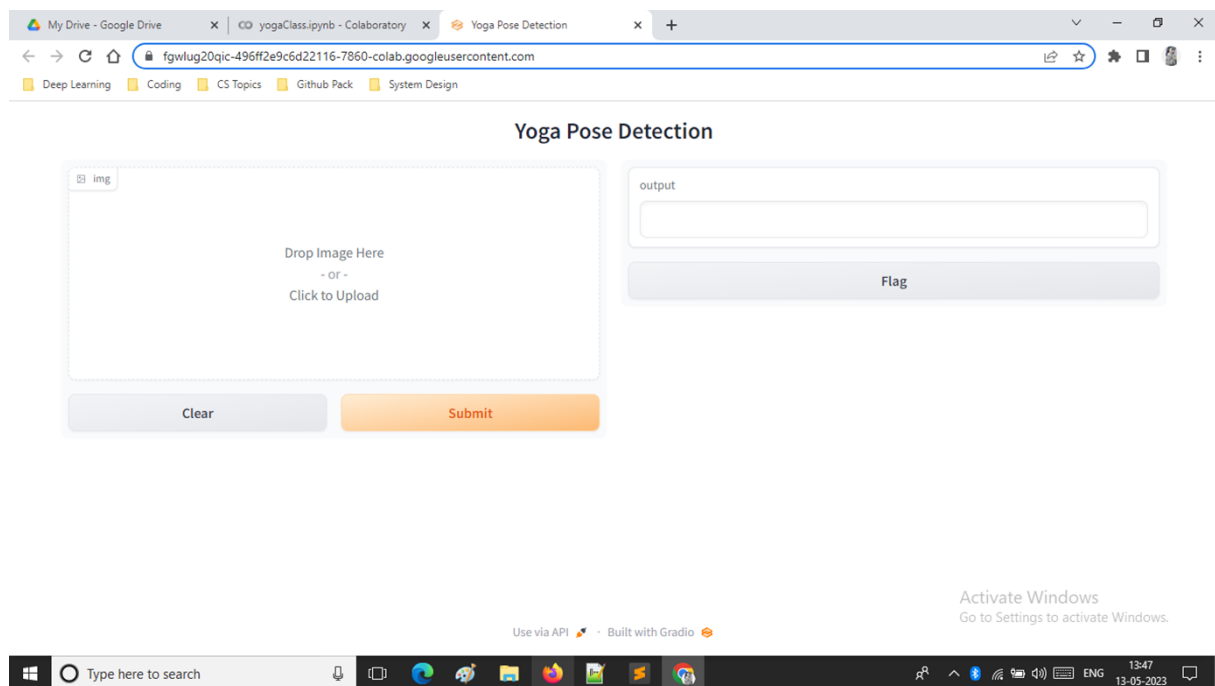 My Drive - Google Drive
yogaClass.ipynb - Colaboratory
Yoga Pose Detection
fgwlug20qic-496ff2e9c6d22116-7860-colab.googleusercontent.com
Deep Learning Coding CS Topics Github Pack System Design
Yoga Pose Detection
img
Drop Image Here
- or -
Click to Upload
Clear
Submit
output
Flag
Activate Windows
Go to Settings to activate Windows.
Use via API · Built with Gradio
Type here to search
ENG
13:47
13-05-2023